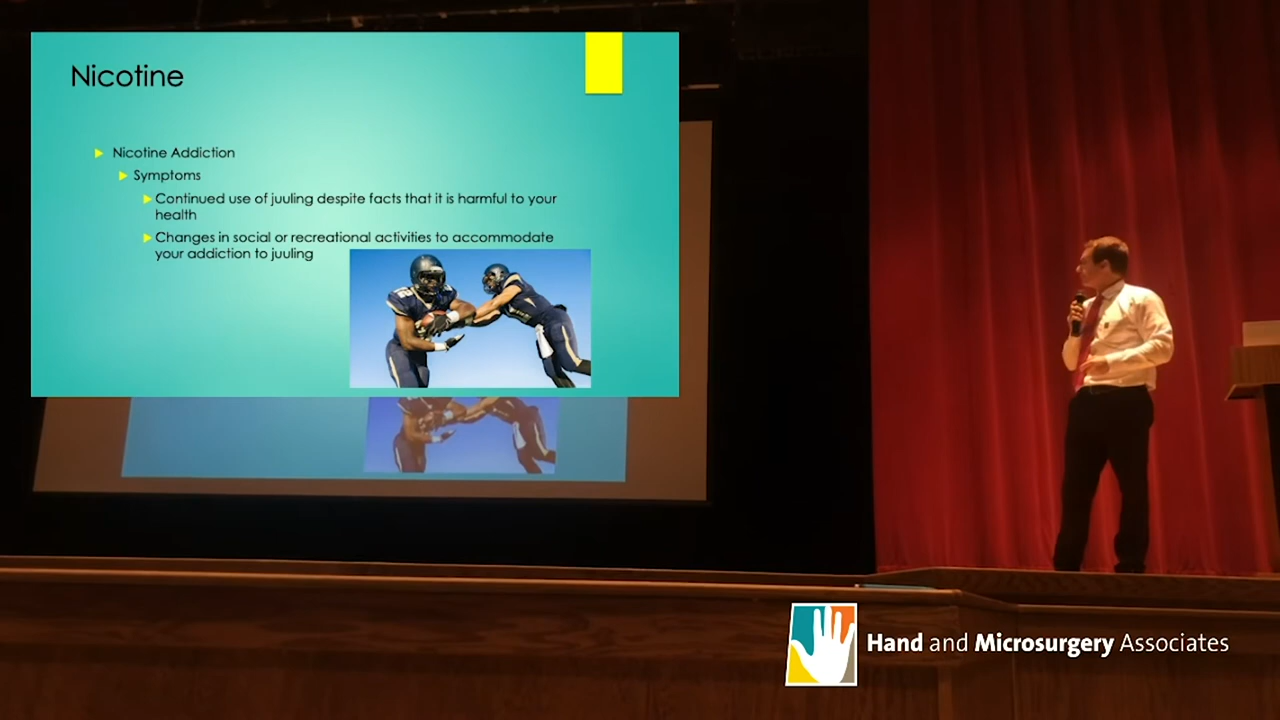 Nicotine
Nicotine Addiction
Symptoms
Continued use of juuling despite facts that it is harmful to your
health
Changes in social or recreational activities to accommodate
your addiction to juuling
Hand and Microsurgery Associates